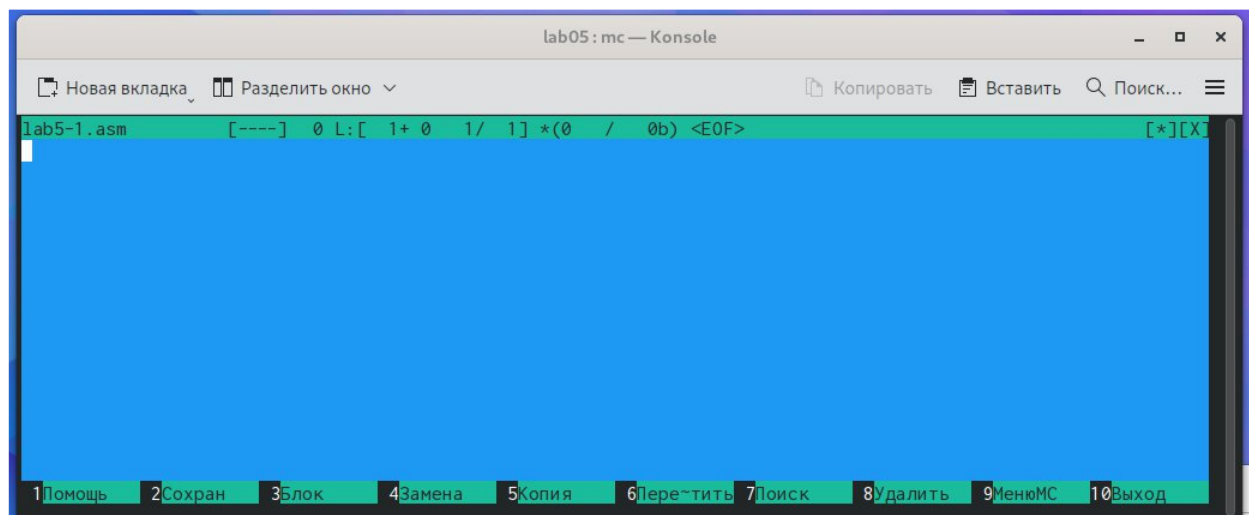 lab05 : mc — Konsole
Новая вкладка Разделить окно Копировать Вставить Поиск...
lab5-1.asm [----] 0 L:[ 1+ 0 1/ 1] *(0 / 0b) <EOF> [*][X]
1Помощь 2Сохран 3Блок 4Замена 5Копия 6Пере~тить 7Поиск 8Удалить 9МенюMC 10Выход